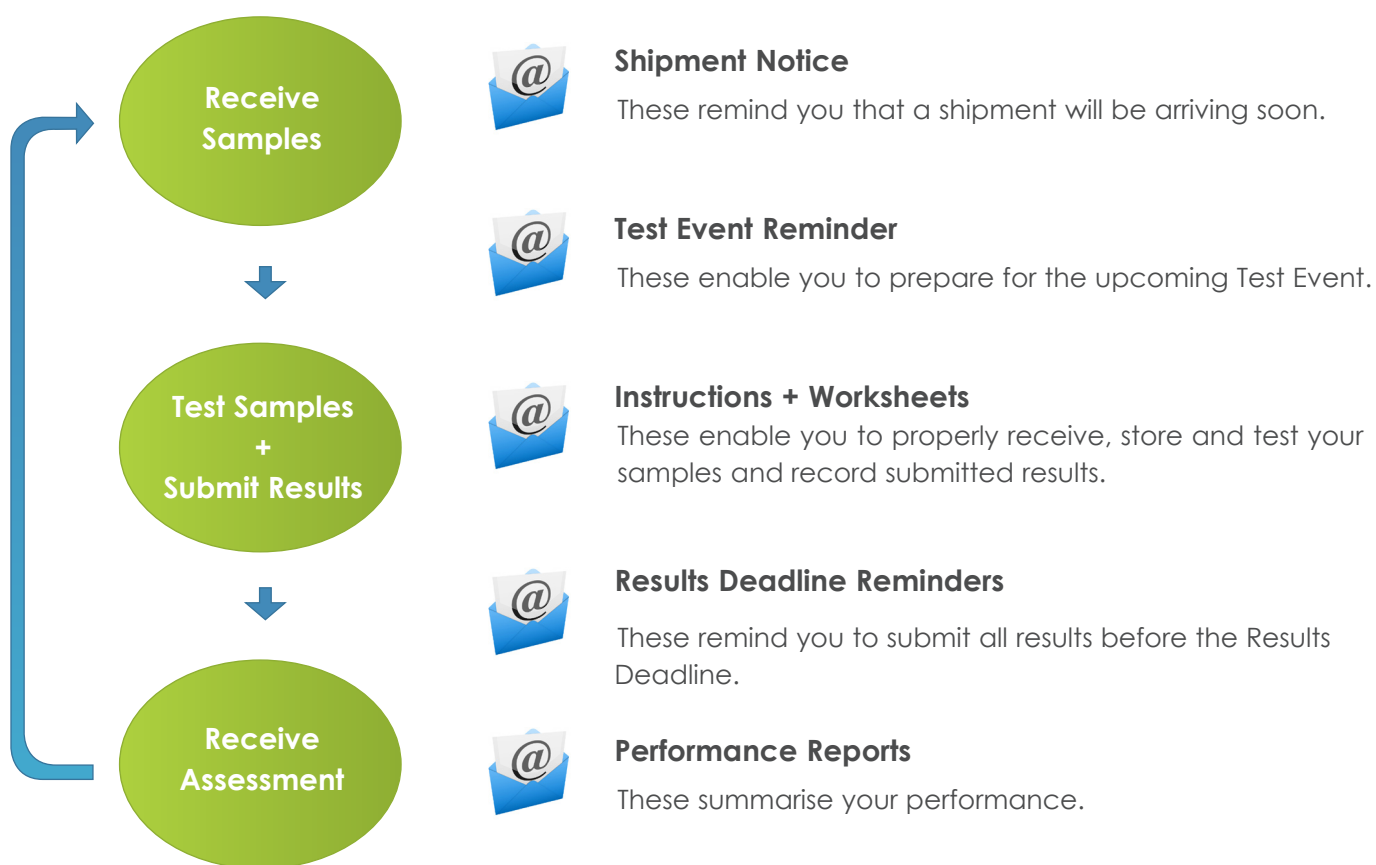 Receive
Samples
Shipment Notice
These remind you that a shipment will be arriving soon.
Test Event Reminder
These enable you to prepare for the upcoming Test Event.
Test Samples
+
Submit Results
Instructions + Worksheets
These enable you to properly receive, store and test your
samples and record submitted results.
Results Deadline Reminders
These remind you to submit all results before the Results
Deadline.
Receive
Assessment
Performance Reports
These summarise your performance.
@
@
@
@
@